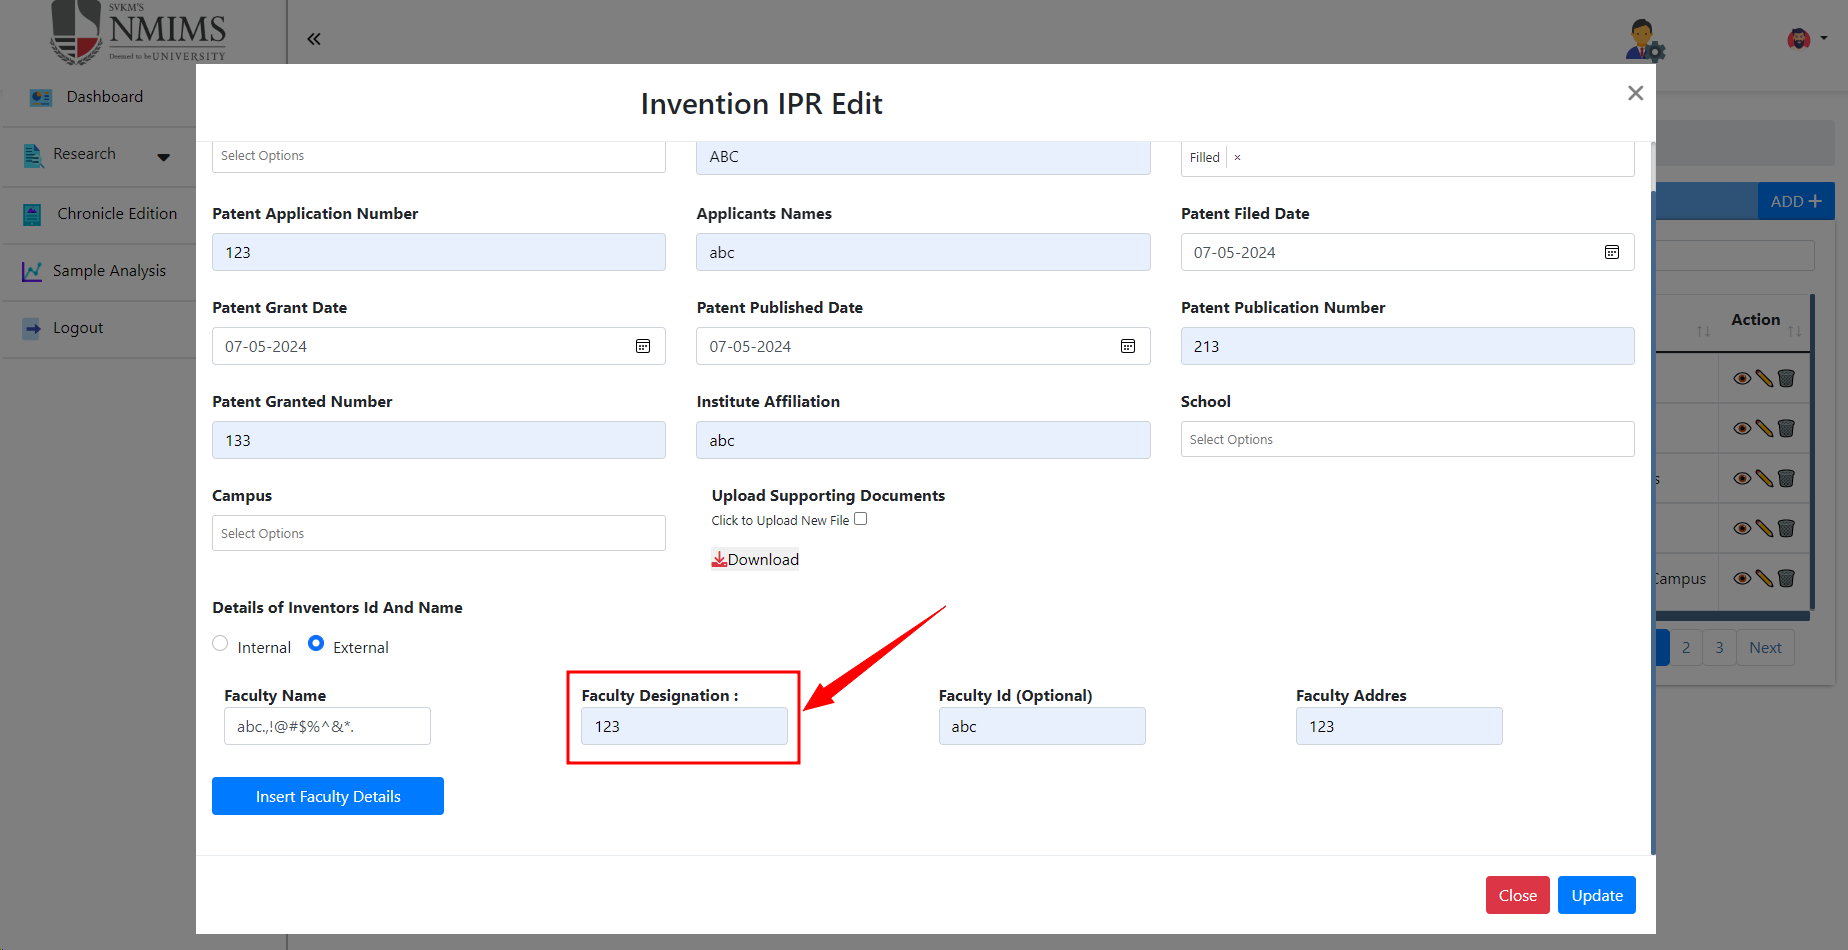 SVKM'S
NMIMS
Deemed to be UNIVERSITY
Dashboard
Research
Chronicle Edition
Sample Analysis
Logout
Invention IPR Edit
Select Options
ABC
Filled ×
Patent Application Number
Applicants Names
Patent Filed Date
123
abc
07-05-2024
Patent Grant Date
Patent Published Date
Patent Publication Number
07-05-2024
07-05-2024
213
Patent Granted Number
Institute Affiliation
School
133
abc
Select Options
Campus
Upload Supporting Documents
Click to Upload New File
Select Options
Download
Details of Inventors Id And Name
Internal
External
Faculty Name
Faculty Designation :
Faculty Id (Optional)
Faculty Addres
abc.,!@#$%^&*.
123
abc
123
Insert Faculty Details
Close
Update
ADD +
Action
s
Campus
2
3
Next